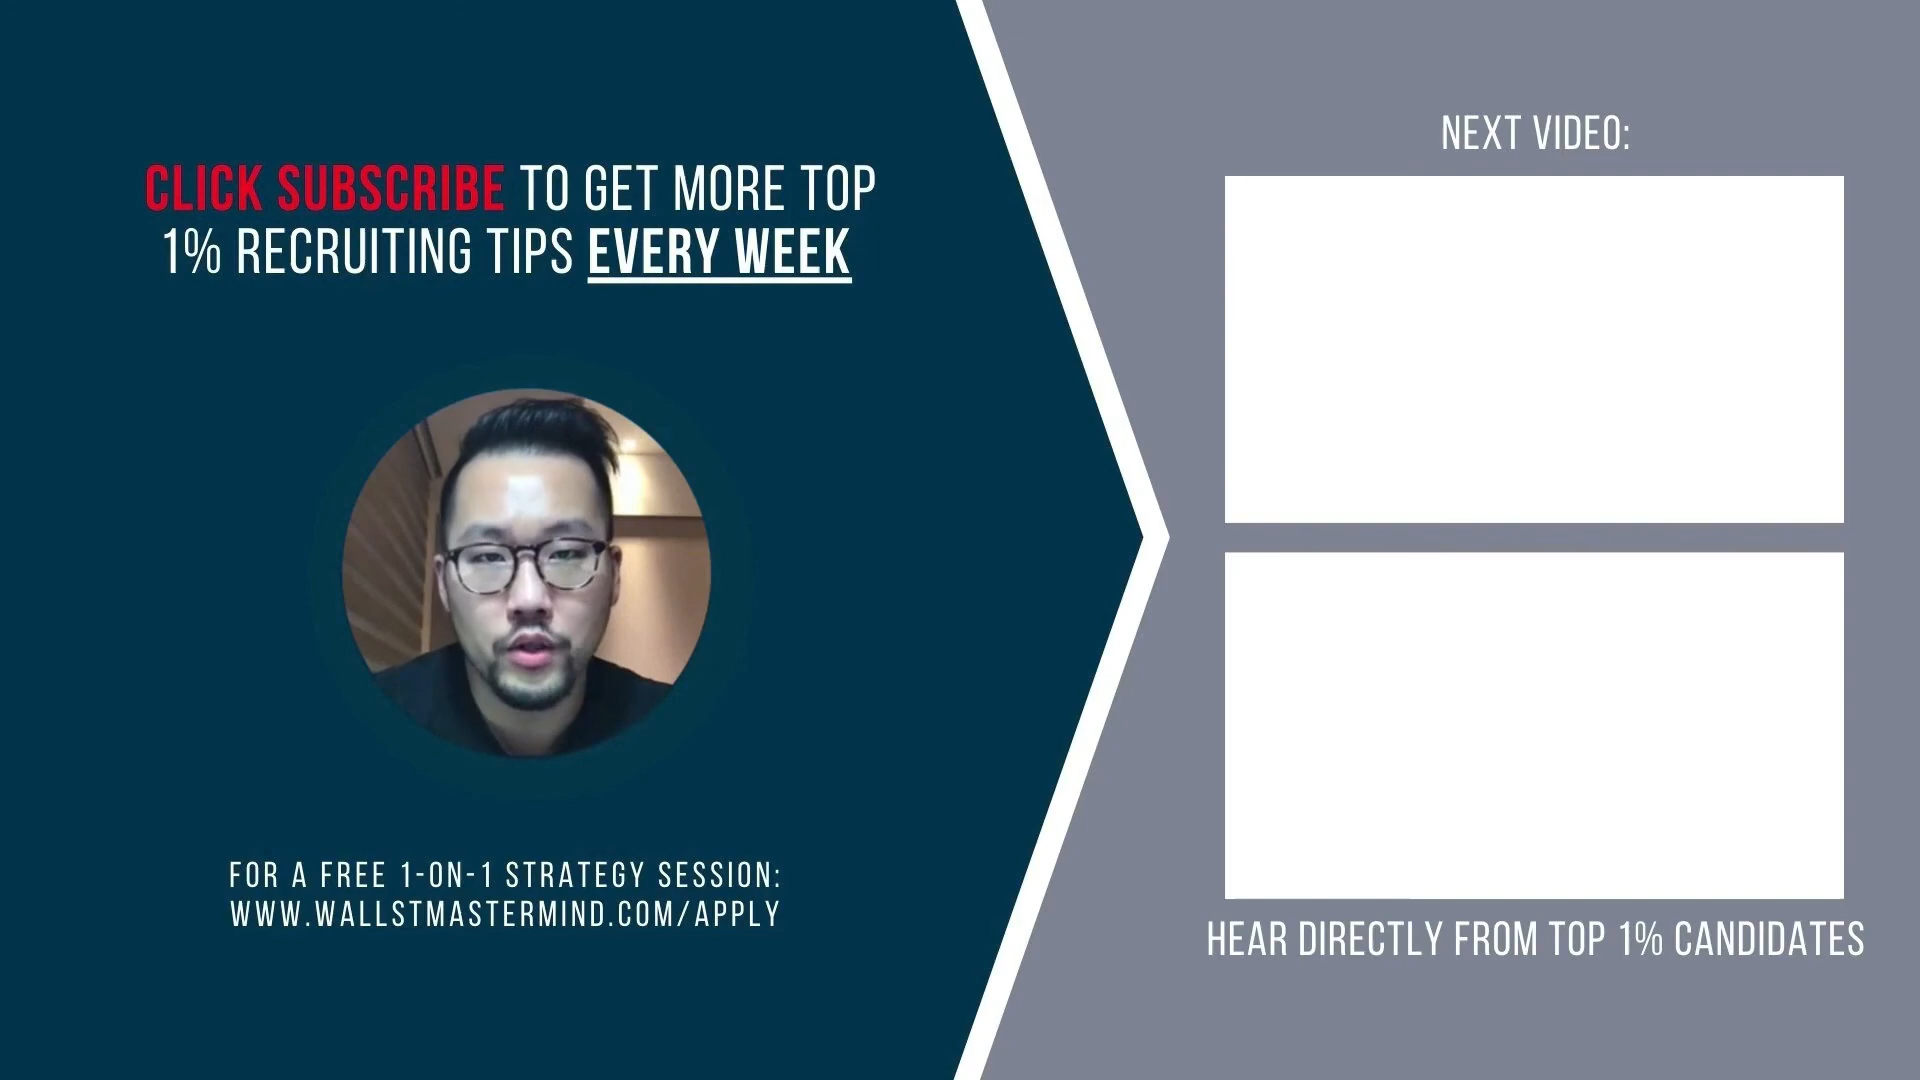 CLICK SUBSCRIBE TO GET MORE TOP
1% RECRUITING TIPS EVERY WEEK
FOR A FREE 1-ON-1 STRATEGY SESSION:
WWW.WALLSTMASTERMIND.COM/APPLY
NEXT VIDEO:
HEAR DIRECTLY FROM TOP 1% CANDIDATES